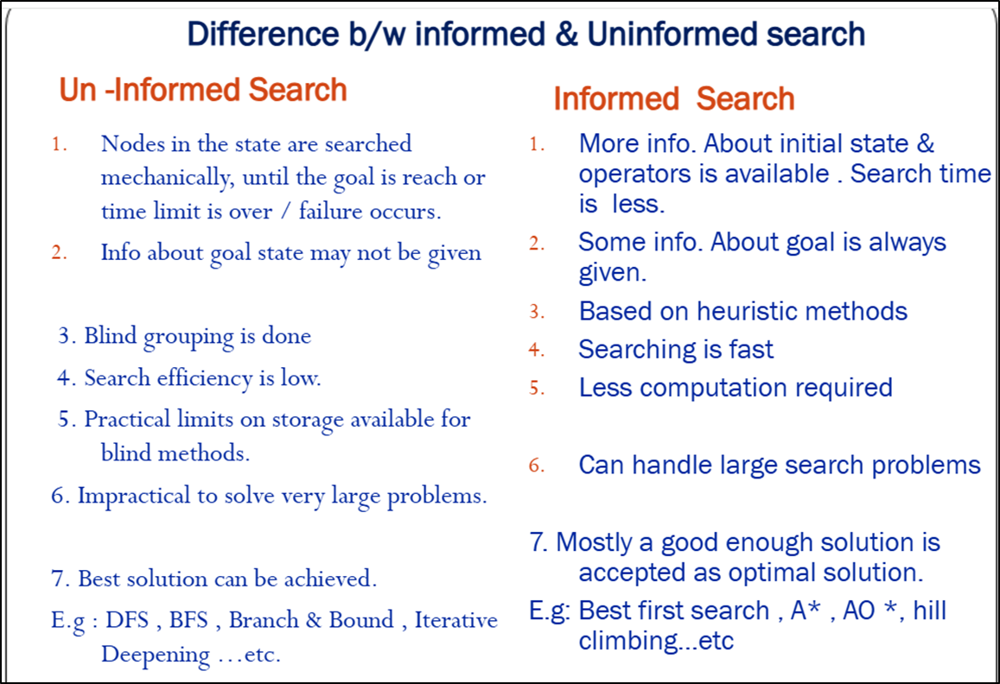 Difference b/w informed & Uninformed search
Un -Informed Search
1. Nodes in the state are searched
mechanically, until the goal is reach or
time limit is over / failure occurs.
2. Info about goal state may not be given
3. Blind grouping is done
4. Search efficiency is low.
5. Practical limits on storage available for
blind methods.
6. Impractical to solve very large problems.
7. Best solution can be achieved.
E.g : DFS , BFS , Branch & Bound , Iterative
Deepening …etc.
Informed Search
1. More info. About initial state &
operators is available . Search time
is less.
2. Some info. About goal is always
given.
3. Based on heuristic methods
4. Searching is fast
5. Less computation required
6. Can handle large search problems
7. Mostly a good enough solution is
accepted as optimal solution.
E.g: Best first search , A* , AO *, hill
climbing…etc